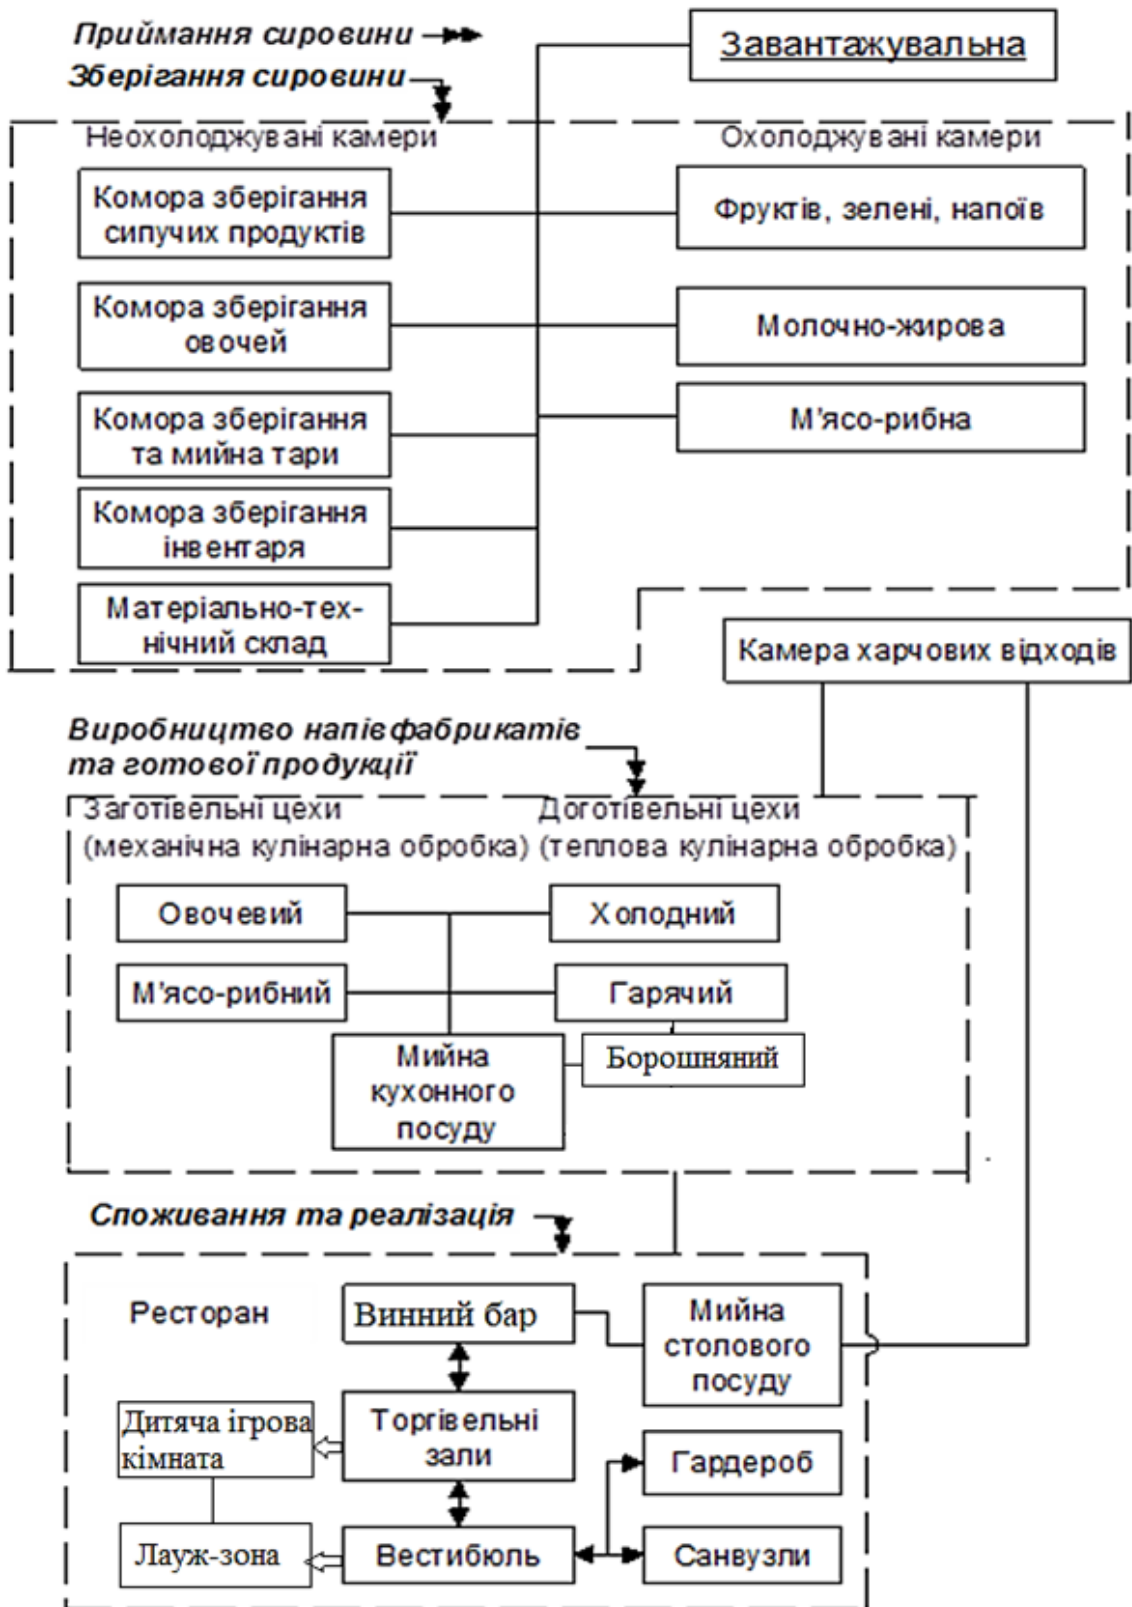 Приймання сировини
Завантажувальна
Зберігання сировини
Неохолоджувані камери
Охолоджувані камери
Комора зберігання
сипучих продуктів
Фруктів, зелені, напоїв
Комора зберігання
овочей
Молочно-жирова
Комора зберігання
та мийна тари
М'ясо-рибна
Комора зберігання
інвентаря
Матеріально-тех-
нічний склад
Камера харчових відходів
Виробництво напівфабрикатів
та готової продукції
Заготівельні цехи
(механічна кулінарна обробка)
Доготівельні цехи
(теплова кулінарна обробка)
Овочевий
Холодний
М'ясо-рибний
Гарячий
Мийна
кухонного
посуду
Борошняний
Споживання та реалізація
Ресторан
Винний бар
Мийна
столового
посуду
Дитяча ігрова
кімната
Торгівельні
зали
Гардероб
Лауж-зона
Вестибюль
Санвузли